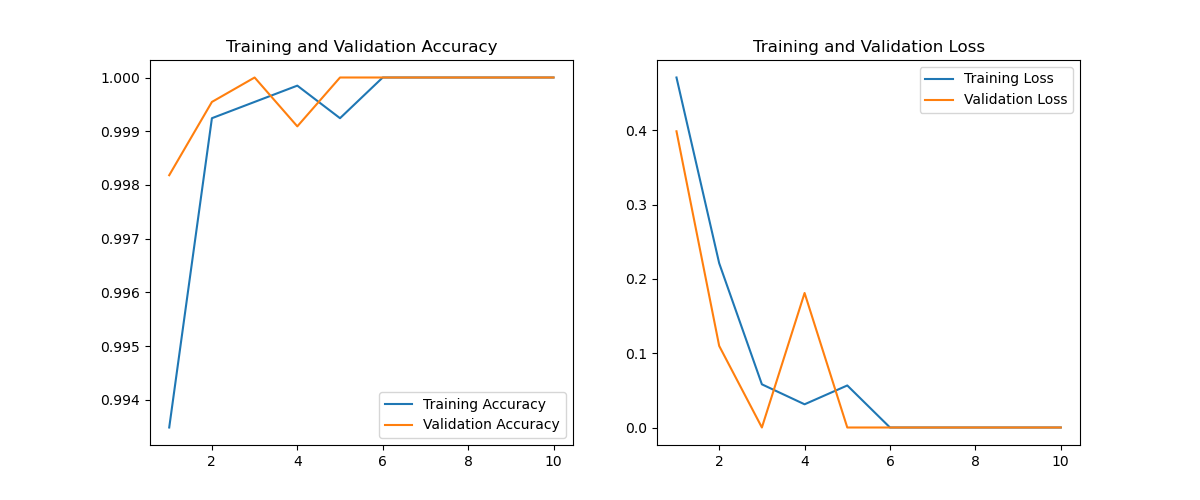 Training and Validation Accuracy
1.000
0.999
0.998
0.997
0.996
0.995
0.994
Training Accuracy
Validation Accuracy
2 4 6 8 10
Training and Validation Loss
Training Loss
Validation Loss
0.4
0.3
0.2
0.1
0.0
2 4 6 8 10